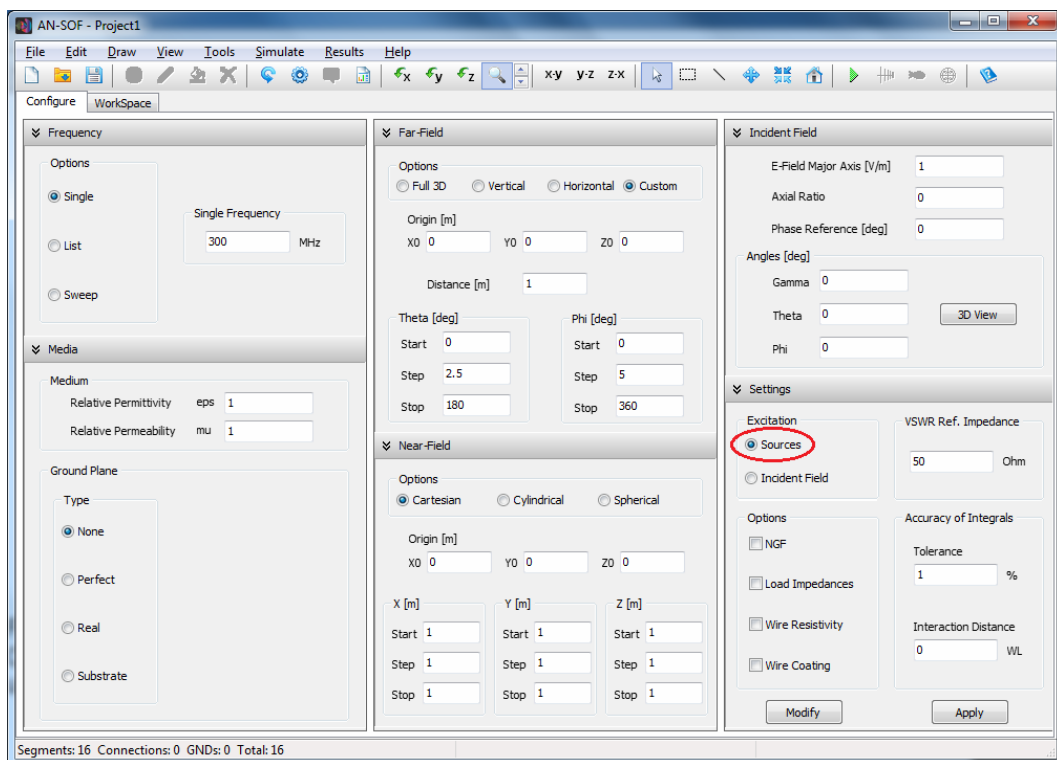 AN-SOF - Project1
File Edit Draw View Tools Simulate Results Help
x y z x-y y-z z-x
Configure WorkSpace
Frequency
Options
Single
List
Sweep
Single Frequency
300 MHz
Media
Medium
Relative Permittivity eps 1
Relative Permeability mu 1
Ground Plane
Type
None
Perfect
Real
Substrate
Far-Field
Options
Full 3D Vertical Horizontal Custom
Origin [m]
X0 0 Y0 0 Z0 0
Distance [m] 1
Theta [deg] Phi [deg]
Start 0 Start 0
Step 2.5 Step 5
Stop 180 Stop 360
Near-Field
Options
Cartesian Cylindrical Spherical
Origin [m]
X0 0 Y0 0 Z0 0
X [m] Y [m] Z [m]
Start 1 Start 1 Start 1
Step 1 Step 1 Step 1
Stop 1 Stop 1 Stop 1
Incident Field
E-Field Major Axis [V/m] 1
Axial Ratio 0
Phase Reference [deg] 0
Angles [deg]
Gamma 0
Theta 0 3D View
Phi 0
Settings
Excitation
Sources
Incident Field
VSWR Ref. Impedance
50 Ohm
Options
NGF
Load Impedances
Wire Resistivity
Wire Coating
Accuracy of Integrals
Tolerance
1 %
Interaction Distance
0 WL
Modify Apply
Segments: 16 Connections: 0 GNDs: 0 Total: 16